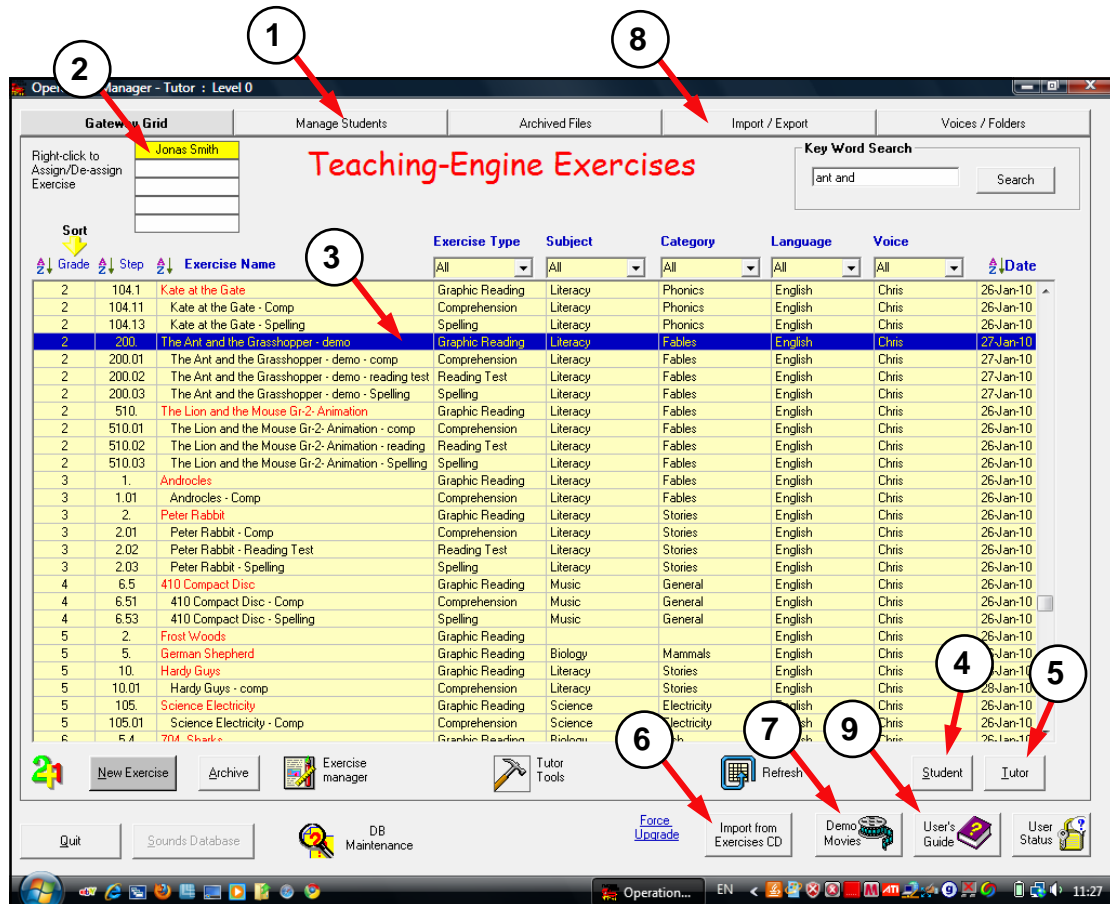 1
8
2
Operation Manager - Tutor : Level 0
Gateway Grid Manage Students Archived Files Import / Export Voices / Folders
Right-click to
Assign/De-assign
Exercise
Jonas Smith
Teaching-Engine Exercises
Key Word Search
ant and Search
Sort
3
Exercise Type Subject Category Language Voice
Grade Step Exercise Name All All All All All Date
2 104.1 Kate at the Gate Graphic Reading Literacy Phonics English Chris 26-Jan-10
2 104.11 Kate at the Gate - Comp Comprehension Literacy Phonics English Chris 26-Jan-10
2 104.13 Kate at the Gate - Spelling Spelling Literacy Phonics English Chris 26-Jan-10
2 200. The Ant and the Grasshopper - demo Graphic Reading Literacy Fables English Chris 27-Jan-10
2 200.01 The Ant and the Grasshopper - demo - comp Comprehension Literacy Fables English Chris 27-Jan-10
2 200.02 The Ant and the Grasshopper - demo - reading test Reading Test Literacy Fables English Chris 27-Jan-10
2 200.03 The Ant and the Grasshopper - demo - Spelling Spelling Literacy Fables English Chris 27-Jan-10
2 510. The Lion and the Mouse Gr-2- Animation Graphic Reading Literacy Fables English Chris 26-Jan-10
2 510.01 The Lion and the Mouse Gr-2- Animation - comp Comprehension Literacy Fables English Chris 26-Jan-10
2 510.02 The Lion and the Mouse Gr-2- Animation - reading Reading Test Literacy Fables English Chris 26-Jan-10
2 510.03 The Lion and the Mouse Gr-2- Animation - Spelling Spelling Literacy Fables English Chris 26-Jan-10
3 1. Androcles Graphic Reading Literacy Fables English Chris 26-Jan-10
3 1.01 Androcles - Comp Comprehension Literacy Fables English Chris 26-Jan-10
3 2. Peter Rabbit Graphic Reading Literacy Stories English Chris 26-Jan-10
3 2.01 Peter Rabbit - Comp Comprehension Literacy Stories English Chris 26-Jan-10
3 2.02 Peter Rabbit - Reading Test Reading Test Literacy Stories English Chris 26-Jan-10
3 2.03 Peter Rabbit - Spelling Spelling Literacy Stories English Chris 26-Jan-10
4 6.5 410 Compact Disc Graphic Reading Music General English Chris 26-Jan-10
4 6.51 410 Compact Disc - Comp Comprehension Music General English Chris 26-Jan-10
4 6.53 410 Compact Disc - Spelling Spelling Music General English Chris 26-Jan-10
5 2. Frost Woods Graphic Reading English Chris 26-Jan-10
5 5. German Shepherd Graphic Reading Biology Mammals English Chris
5 10. Hardy Guys Graphic Reading Literacy Stories English Chris
5 10.01 Hardy Guys - comp Comprehension Literacy Stories English Chris 28-Jan-10
5 105. Science Electricity Graphic Reading Science Electricity English Chris 26-Jan-10
5 105.01 Science Electricity - Comp Comprehension Science Electricity English Chris 26-Jan-10
6 5.4 704 Sharks Graphic Reading Biology Chris 26-Jan-10
4
5
6
7
9
New Exercise Archive Exercise manager Tutor Tools Refresh Student Tutor
Quit Sounds Database DB Maintenance Force Upgrade Import from Exercises CD Demo Movies User's Guide User Status
Operation... EN 11:27